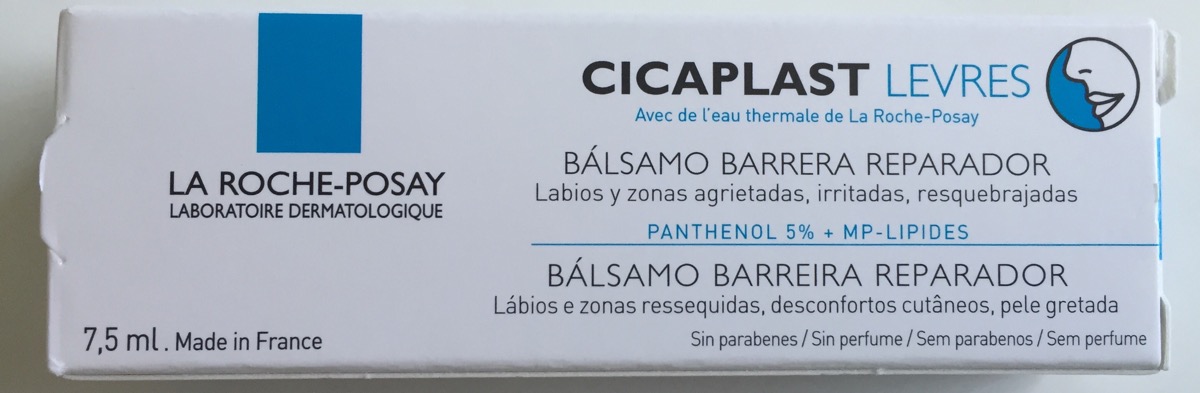 LA ROCHE-POSAY
LABORATOIRE DERMATOLOGIQUE
7,5 ml. Made in France
CICAPLAST LEVRES
Avec de l'eau thermale de La Roche-Posay
BÁLSAMO BARRERA REPARADOR
Labios y zonas agrietadas, irritadas, resquebrajadas
PANTHENOL 5% + MP-LIPIDES
BÁLSAMO BARREIRA REPARADOR
Lábios e zonas ressequidas, desconfortos cutâneos, pele gretada
Sin parabenes / Sin perfume / Sem parabenos / Sem perfume